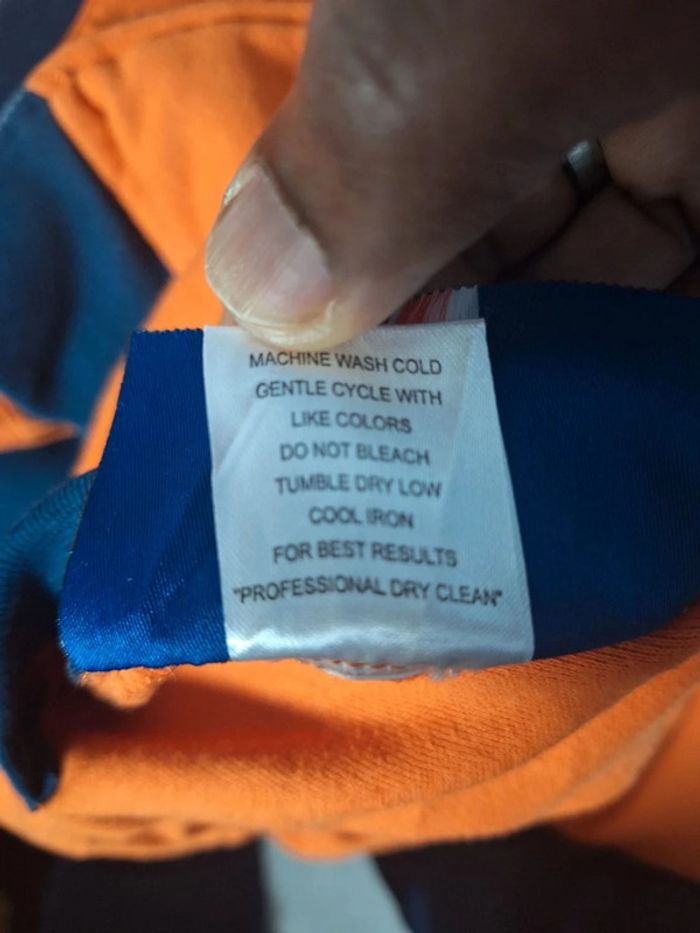 MACHINE WASH COLD
GENTLE CYCLE WITH
LIKE COLORS
DO NOT BLEACH
TUMBLE DRY LOW
COOL IRON
FOR BEST RESULTS
"PROFESSIONAL DRY CLEAN"